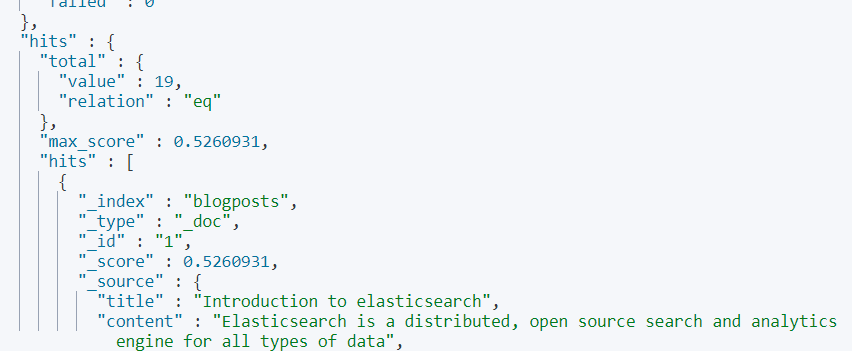 "failed" : 0
},
"hits" : {
"total" : {
"value" : 19,
"relation" : "eq"
},
"max_score" : 0.5260931,
"hits" : [
{
"_index" : "blogposts",
"_type" : "_doc",
"_id" : "1",
"_score" : 0.5260931,
"_source" : {
"title" : "Introduction to elasticsearch",
"content" : "Elasticsearch is a distributed, open source search and analytics
engine for all types of data",